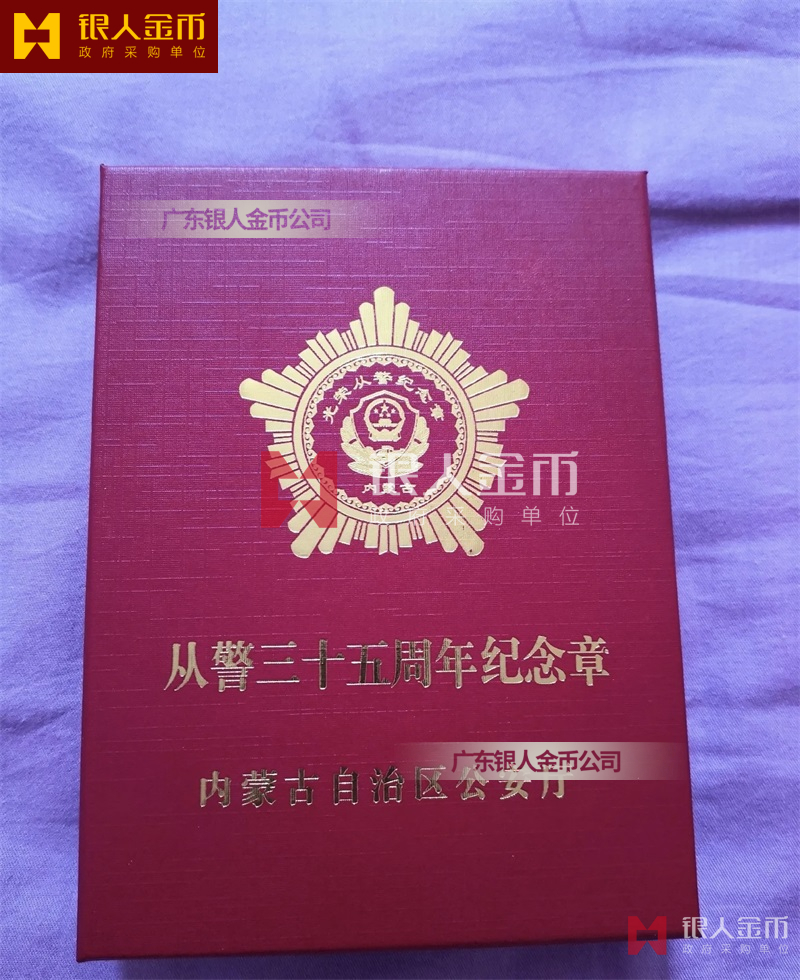 银人金币
政府采购单位
广东银人金币公司
光荣从警纪念章
内蒙古
银人金币
政府采购单位
从警三十五周年纪念章
广东银人金币公司
内蒙古自治区公安厅
银人金币
政府采购单位